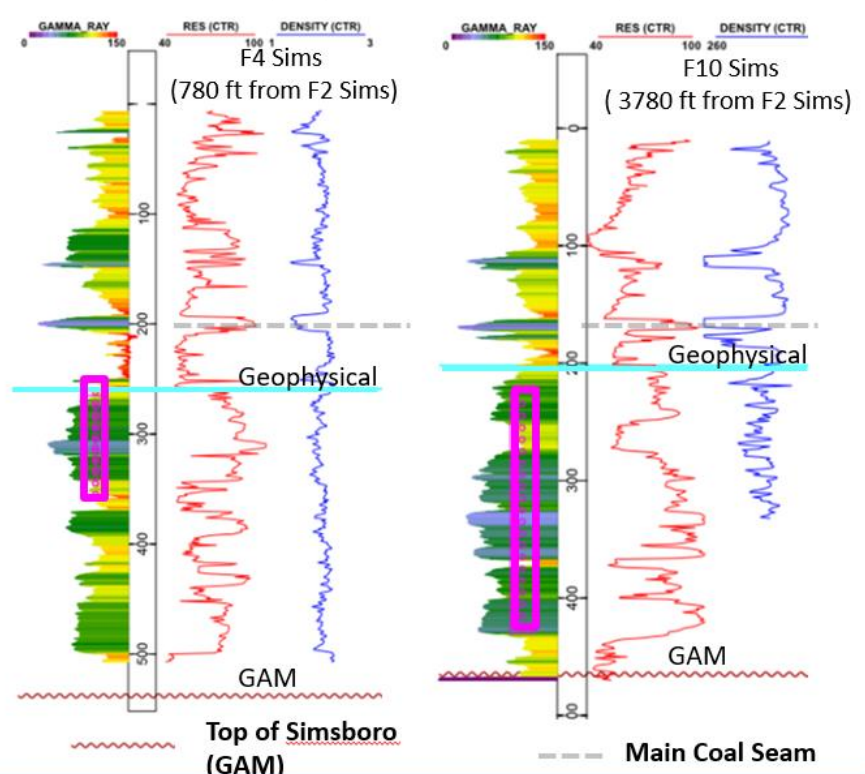 GAMMA_RAY RES (CTR) DENSITY (CTR)
0 150 40 100 1 3
F4 Sims
(780 ft from F2 Sims)
100
200
Geophysical
300
400
500
GAM
GAMMA_RAY RES (CTR) DENSITY (CTR)
0 150 40 100 260
F10 Sims
( 3780 ft from F2 Sims)
0
100
Geophysical
200
300
400
GAM
00
Top of Simsboro
(GAM)
Main Coal Seam